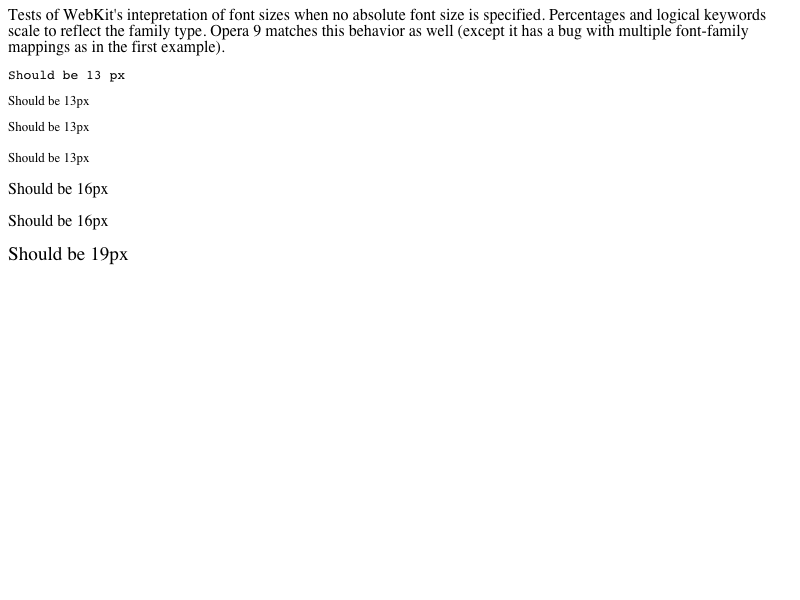 Tests of WebKit's intepretation of font sizes when no absolute font size is specified. Percentages and logical keywords
scale to reflect the family type. Opera 9 matches this behavior as well (except it has a bug with multiple font-family
mappings as in the first example).
Should be 13 px
Should be 13px
Should be 13px
Should be 13px
Should be 16px
Should be 16px
Should be 19px